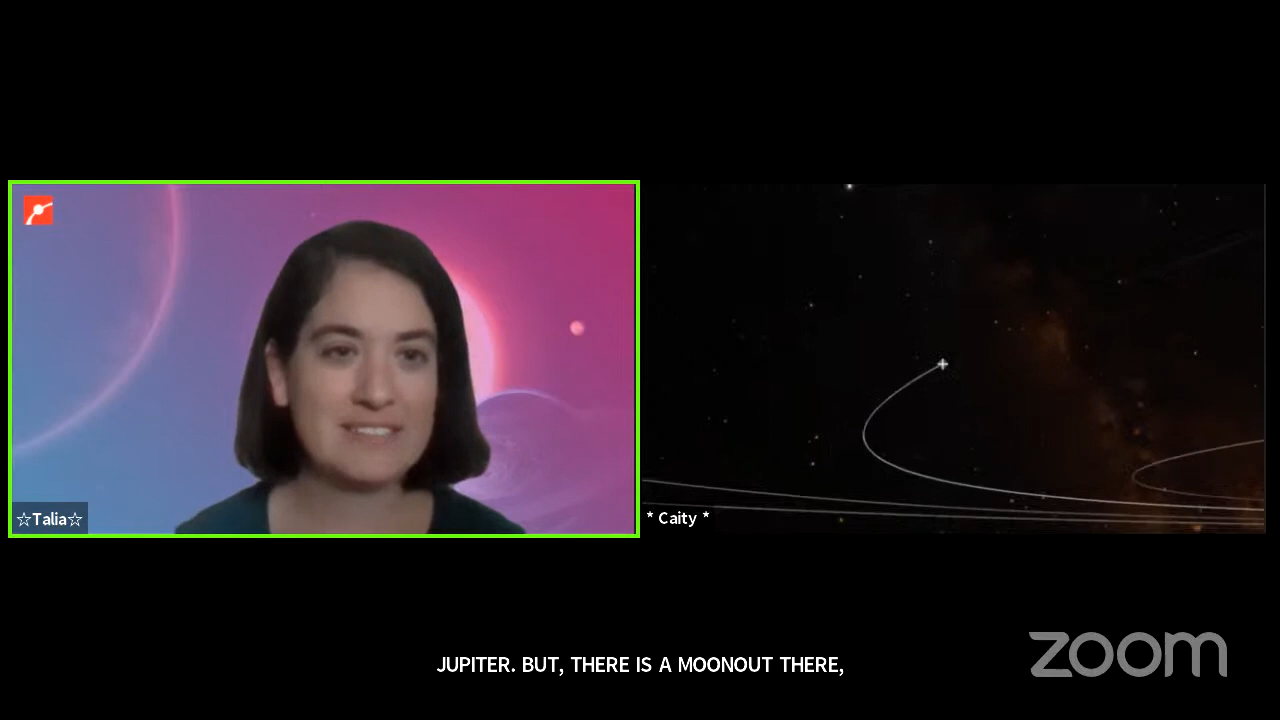 ☆Talia☆
* Caity *
JUPITER. BUT, THERE IS A MOONOUT THERE,
zoom